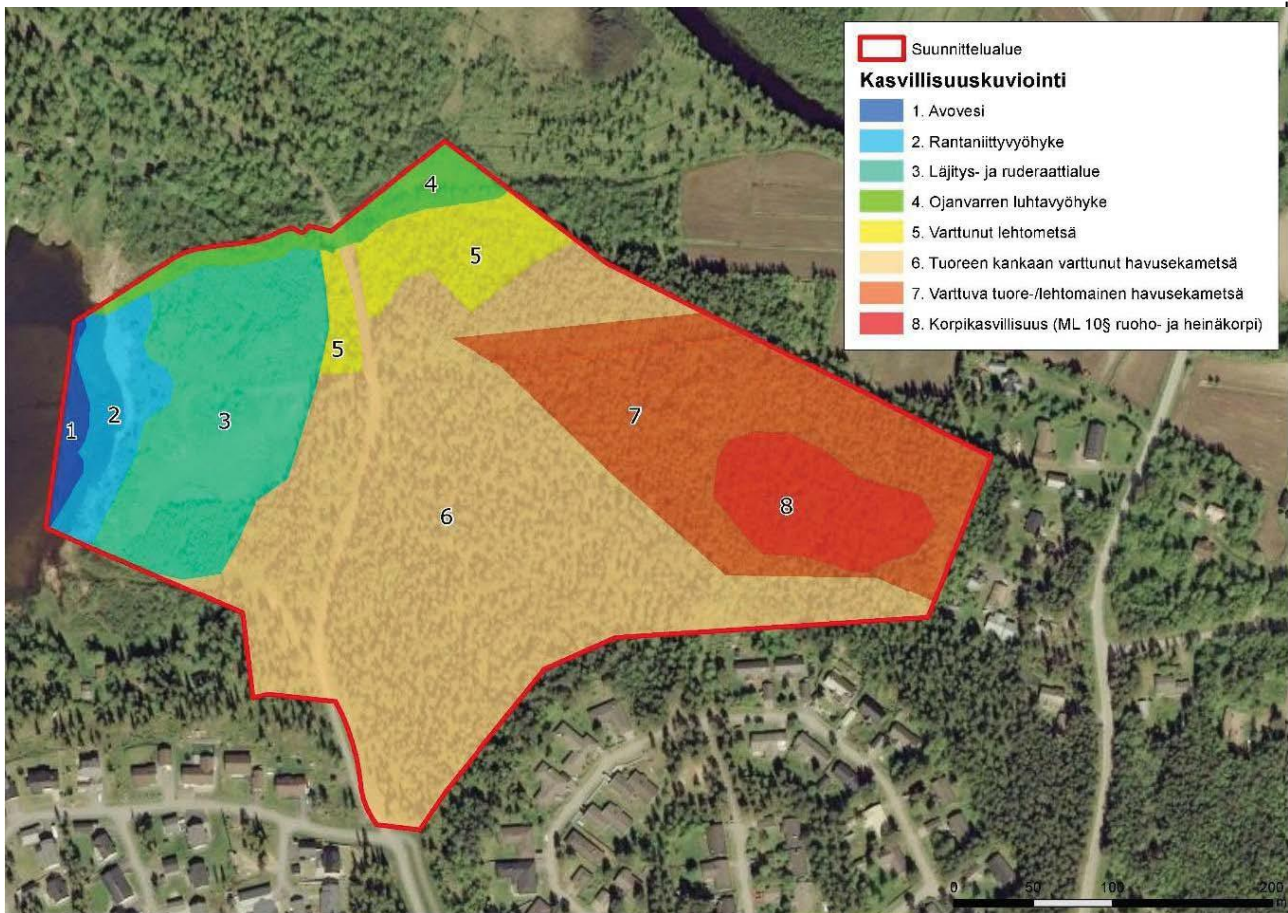 Suunnittelualue
Kasvillisuuskuviointi
1. Avovesi
2. Rantaniittyvyöhyke
3. Läjitys- ja ruderaattialue
4. Ojanvarren luhtavyöhyke
5. Varttunut lehtometsä
6. Tuoreen kankaan varttunut havusekametsä
7. Varttuva tuore-/lehtomainen havusekametsä
8. Korpikasvillisuus (ML 10§ ruoho- ja heinäkorpi)
4
5
5
1
2
3
7
6
8
0 50 100 200